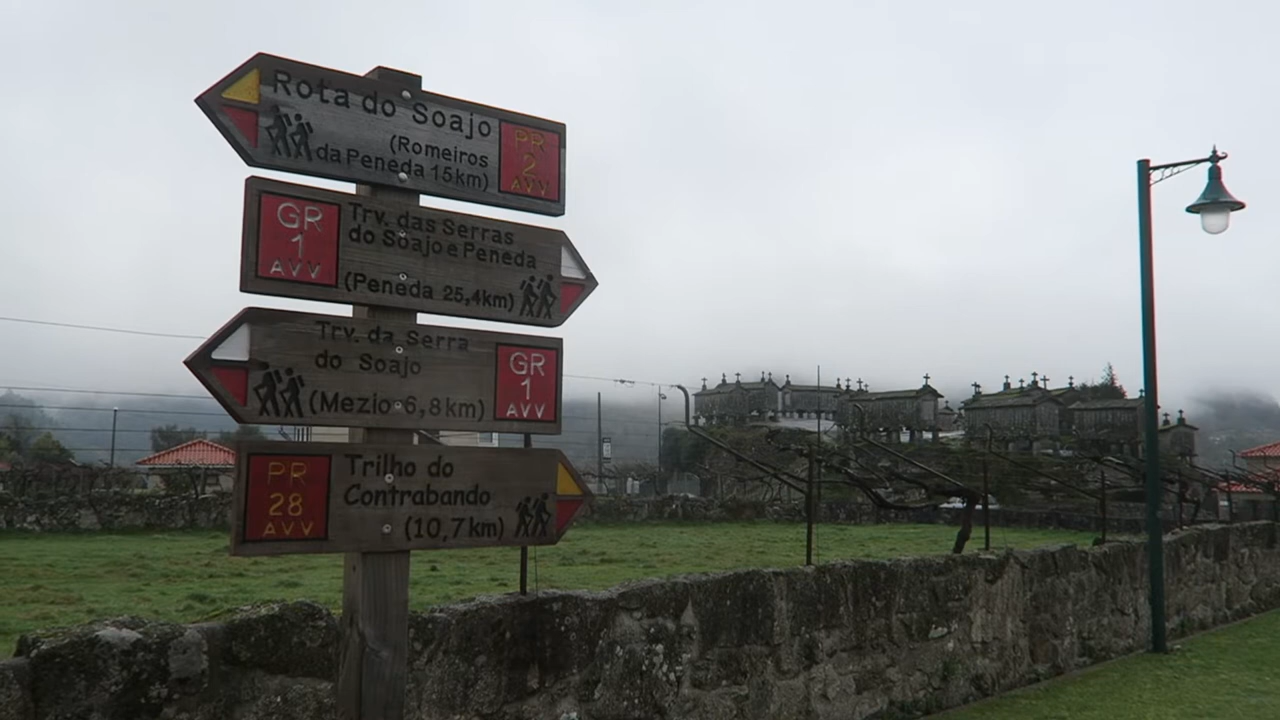 Rota do Soajo
(Romeiros
da Peneda 15km)
PR
2
AVV
GR
1
AVV
Trv. das Serras
do Soajo e Peneda
(Peneda 25,4km)
Trv. da Serra
do Soajo
(Mezio 6,8km)
GR
1
AVV
PR
28
AVV
Trilho do
Contrabando
(10,7km)